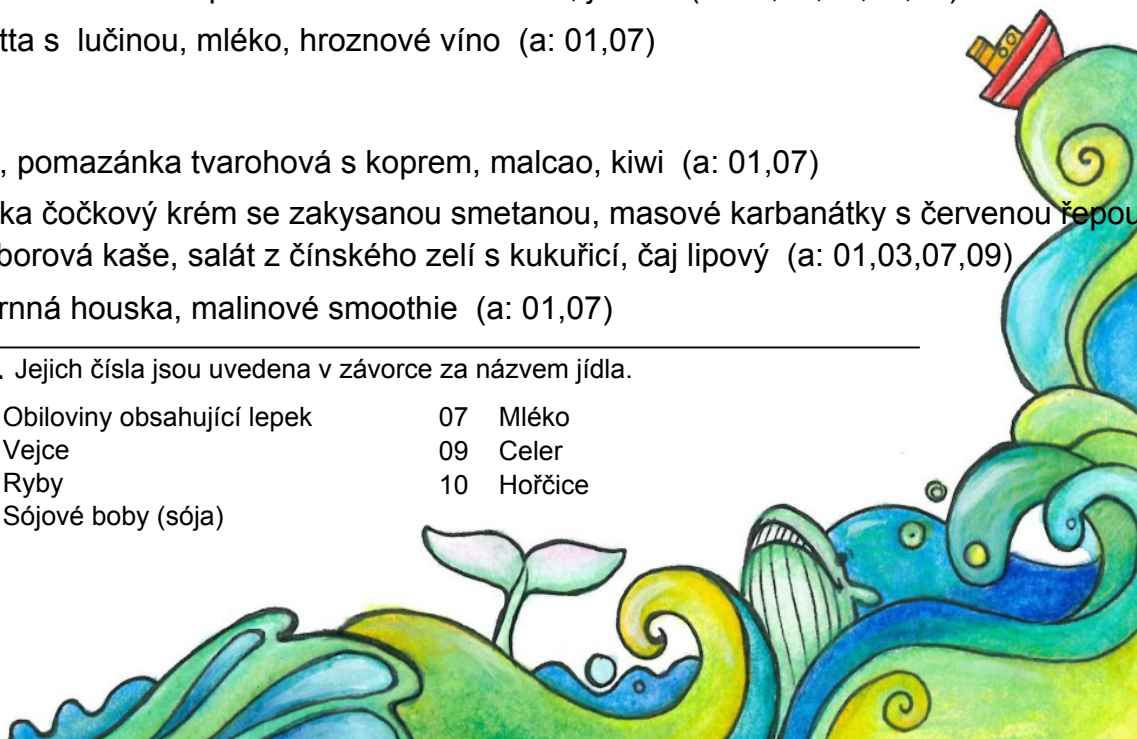 tta s lučinou, mléko, hroznové víno (a: 01,07)
, pomazánka tvarohová s koprem, malcao, kiwi (a: 01,07)
ka čočkový krém se zakysanou smetanou, masové karbanátky s červenou řepou
borová kaše, salát z čínského zelí s kukuřicí, čaj lipový (a: 01,03,07,09)
rnná houska, malinové smoothie (a: 01,07)
. Jejich čísla jsou uvedena v závorce za názvem jídla.
Obiloviny obsahující lepek 07 Mléko
Vejce 09 Celer
Ryby 10 Hořčice
Sójové boby (sója)